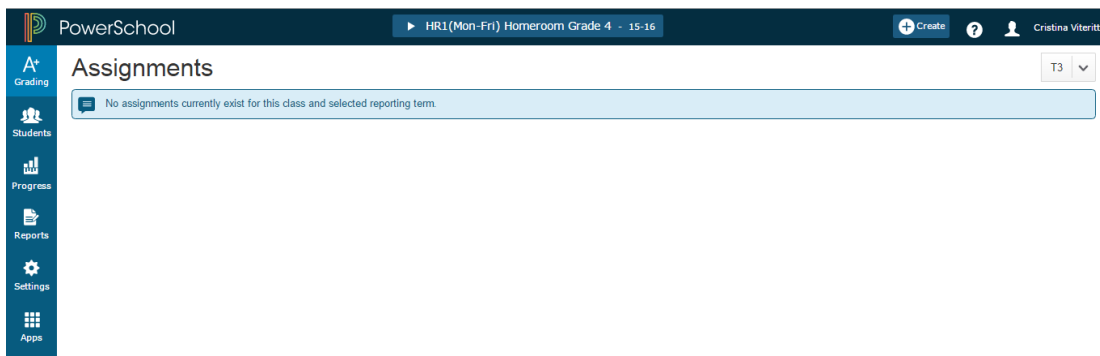 PowerSchool
HR1(Mon-Fri) Homeroom Grade 4 - 15-16
Create
?
Cristina Viteritt
A+
Grading
Assignments
T3
No assignments currently exist for this class and selected reporting term.
Students
Progress
Reports
Settings
Apps